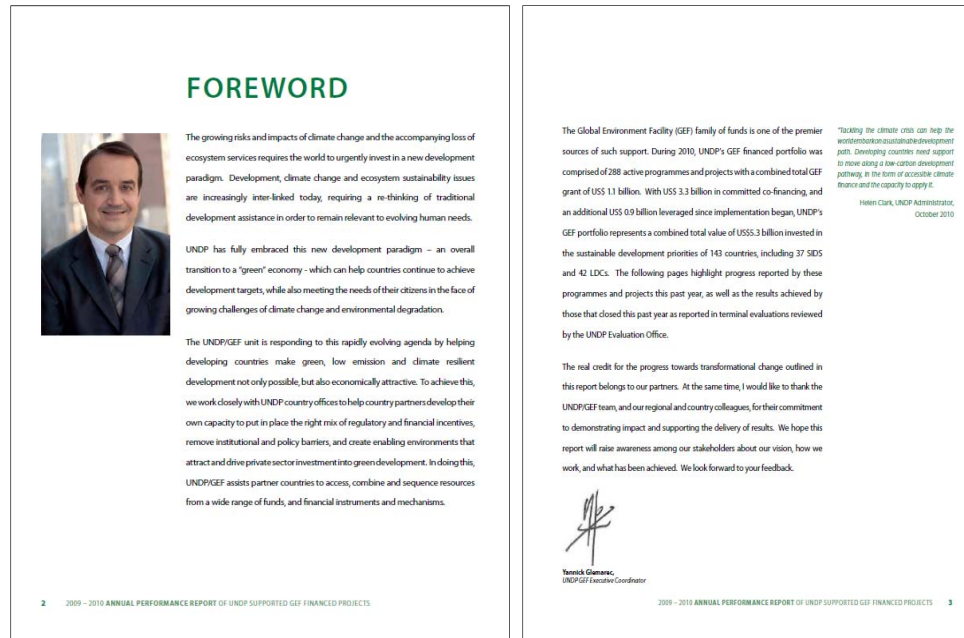 FOREWORD
The growing risks and impacts of climate change and the accompanying loss of
ecosystem services requires the world to urgently invest in a new development
paradigm. Development, climate change and ecosystem sustainability issues
are increasingly inter-linked today, requiring a re-thinking of traditional
development assistance in order to remain relevant to evolving human needs.
UNDP has fully embraced this new development paradigm – an overall
transition to a "green" economy - which can help countries continue to achieve
development targets, while also meeting the needs of their citizens in the face of
growing challenges of climate change and environmental degradation.
The UNDP/GEF unit is responding to this rapidly evolving agenda by helping
developing countries make green, low emission and climate resilient
development not only possible, but also economically attractive. To achieve this,
we work closely with UNDP country offices to help country partners develop their
own capacity to put in place the right mix of regulatory and financial incentives,
remove institutional and policy barriers, and create enabling environments that
attract and drive private sector investment into green development. In doing this,
UNDP/GEF assists partner countries to access, combine and sequence resources
from a wide range of funds, and financial instruments and mechanisms.
2 2009 – 2010 ANNUAL PERFORMANCE REPORT OF UNDP SUPPORTED GEF FINANCED PROJECTS
The Global Environment Facility (GEF) family of funds is one of the premier
sources of such support. During 2010, UNDP's GEF financed portfolio was
comprised of 288 active programmes and projects with a combined total GEF
grant of US$ 1.1 billion. With US$ 3.3 billion in committed co-financing, and
an additional US$ 0.9 billion leveraged since implementation began, UNDP's
GEF portfolio represents a combined total value of US$5.3 billion invested in
the sustainable development priorities of 143 countries, including 37 SIDS
and 42 LDCs. The following pages highlight progress reported by these
programmes and projects this past year, as well as the results achieved by
those that closed this past year as reported in terminal evaluations reviewed
by the UNDP Evaluation Office.
The real credit for the progress towards transformational change outlined in
this report belongs to our partners. At the same time, I would like to thank the
UNDP/GEF team, and our regional and country colleagues, for their commitment
to demonstrating impact and supporting the delivery of results. We hope this
report will raise awareness among our stakeholders about our vision, how we
work, and what has been achieved. We look forward to your feedback.
Yannick Glemarec,
UNDP GEF Executive Coordinator
"Tackling the climate crisis can help the
world embark on a sustainable development
path. Developing countries need support
to move along a low-carbon development
pathway, in the form of accessible climate
finance and the capacity to apply it.
Helen Clark, UNDP Administrator,
October 2010
2009 – 2010 ANNUAL PERFORMANCE REPORT OF UNDP SUPPORTED GEF FINANCED PROJECTS 3